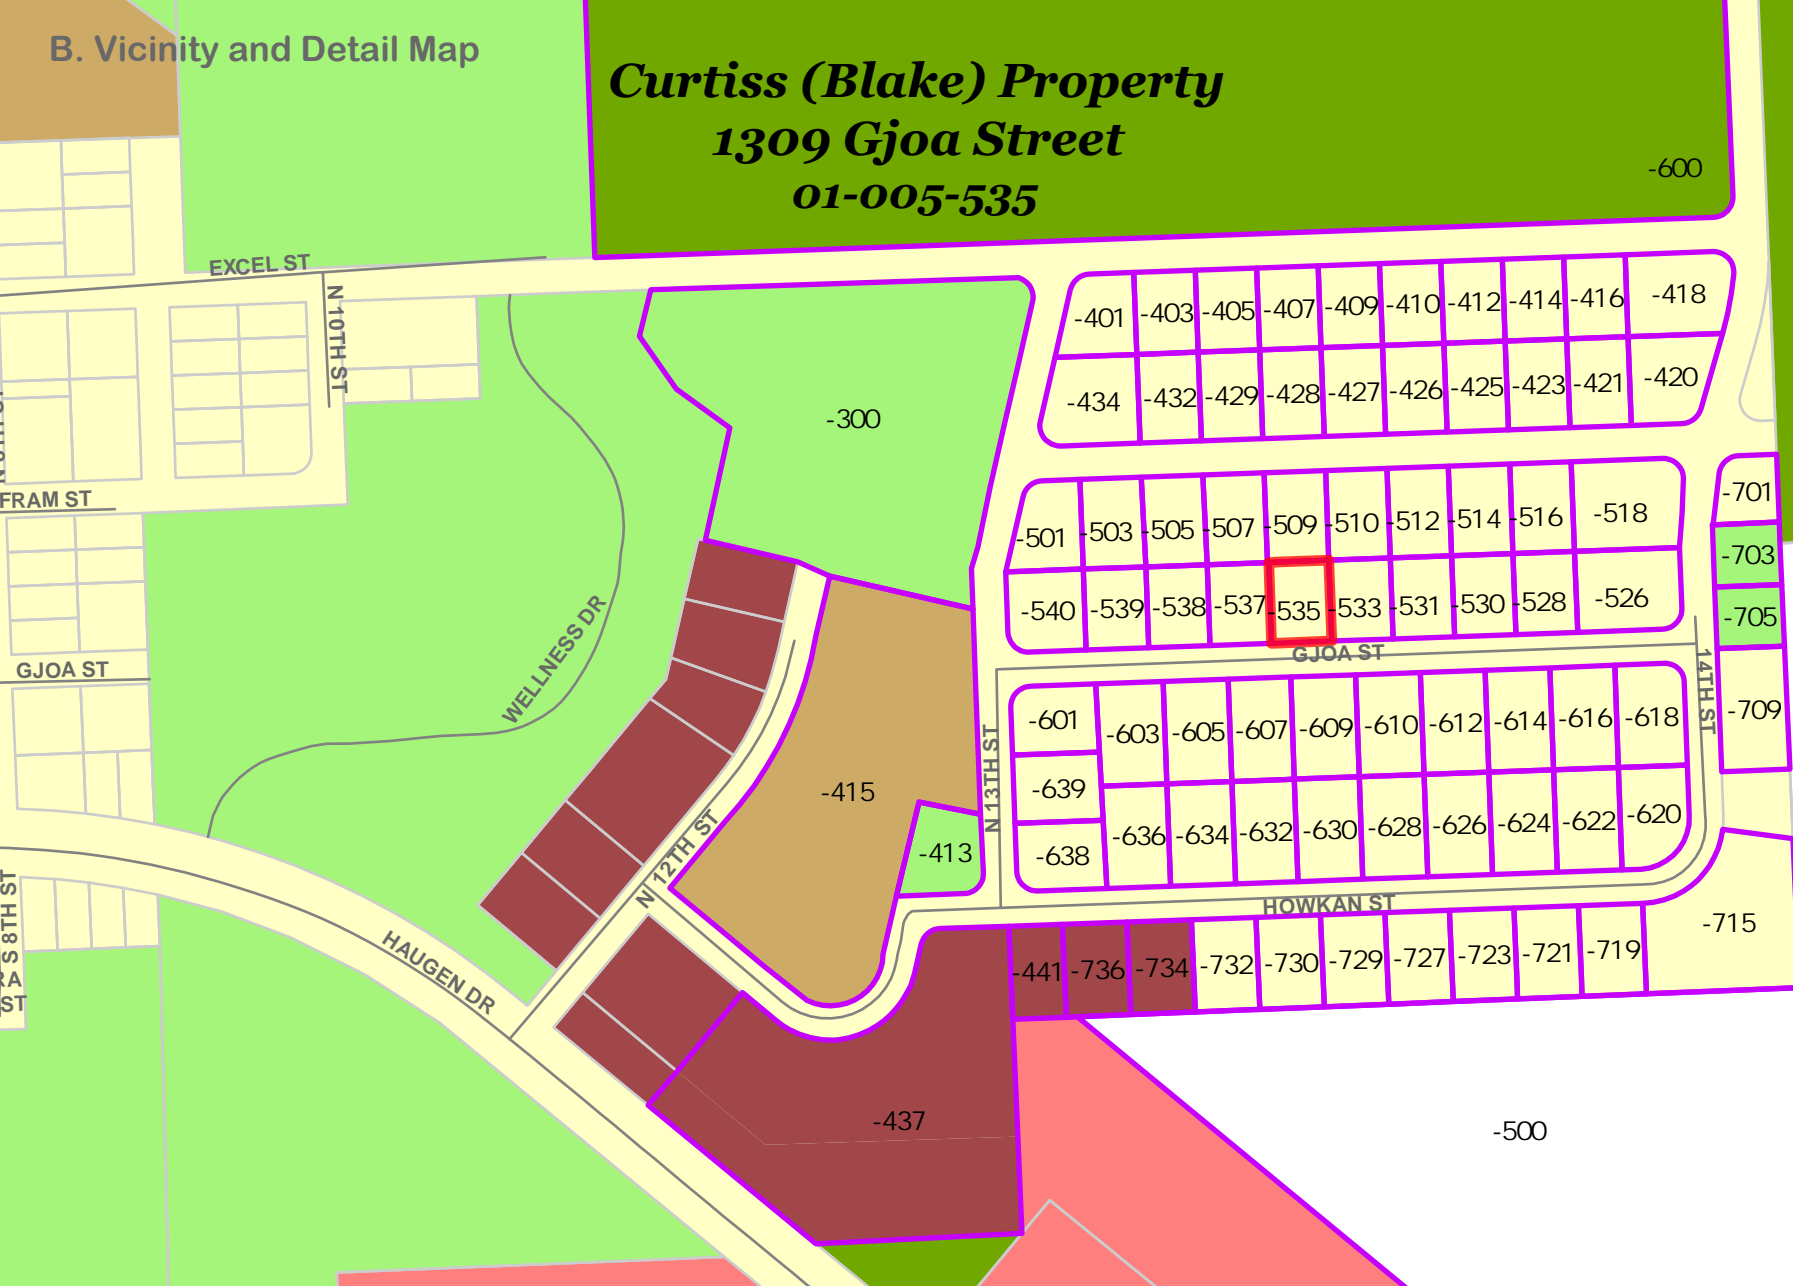 B. Vicinity and Detail Map
Curtiss (Blake) Property
1309 Gjoa Street
01-005-535
-600
EXCEL ST
N 10TH ST
-300
-401 -403 -405 -407 -409 -410 -412 -414 -416 -418
-434 -432 -429 -428 -427 -426 -425 -423 -421 -420
FRAM ST
-501 -503 -505 -507 -509 -510 -512 -514 -516 -518
-540 -539 -538 -537 -535 -533 -531 -530 -528 -526
-701
-703
-705
-709
GJOA ST
GJOA ST
WELLNESS DR
14TH ST
N 13TH ST
-601 -603 -605 -607 -609 -610 -612 -614 -616 -618
-639
-638 -636 -634 -632 -630 -628 -626 -624 -622 -620
-415
-413
N 12TH ST
HOWKAN ST
S 8TH ST
RA
ST
HAUGEN DR
-441 -736 -734 -732 -730 -729 -727 -723 -721 -719 -715
-437
-500